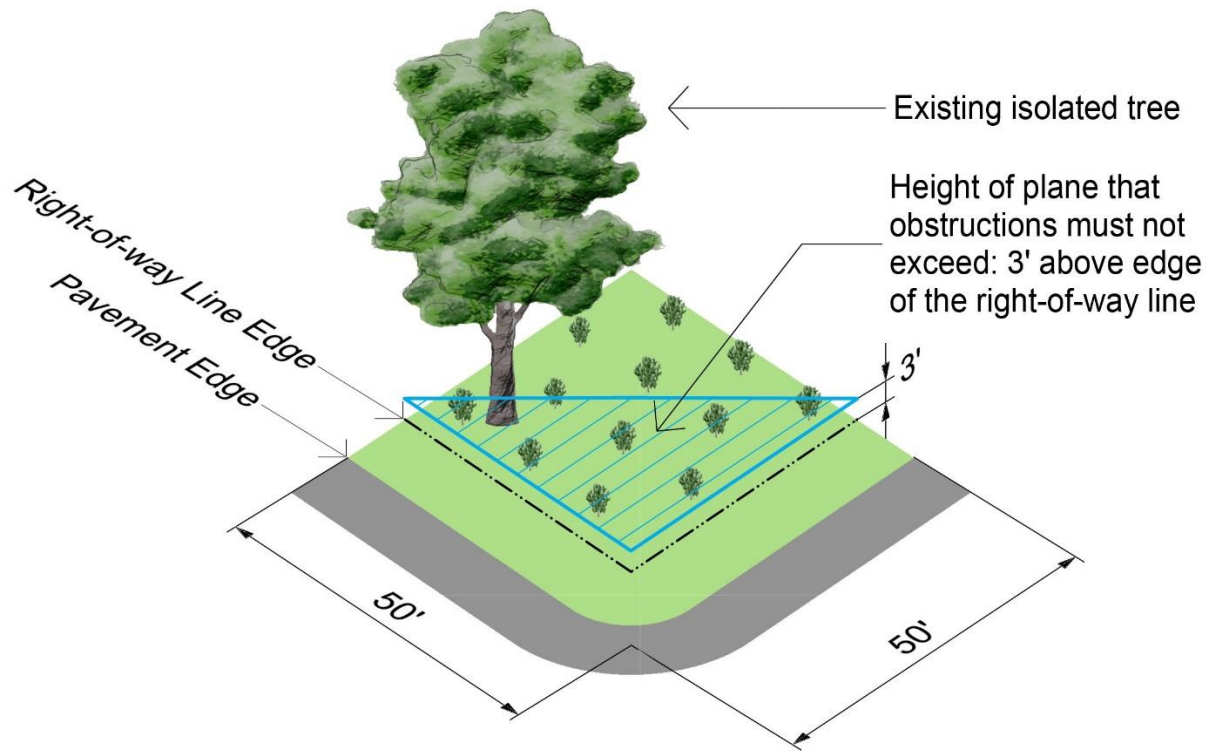 Existing isolated tree
Height of plane that
obstructions must not
exceed: 3' above edge
of the right-of-way line
Right-of-way Line Edge
Pavement Edge
3'
50'
50'